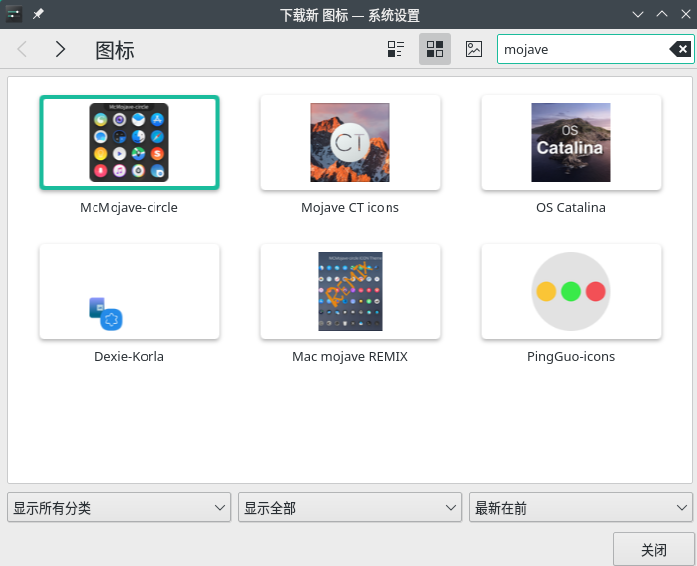 下载新 图标 — 系统设置
图标
mojave
McMojave-circle
CT
OS
Catalina
McMojave-circle
Mojave CT icons
OS Catalina
REMIX
Dexie-Korla
Mac mojave REMIX
PingGuo-icons
显示所有分类
显示全部
最新在前
关闭